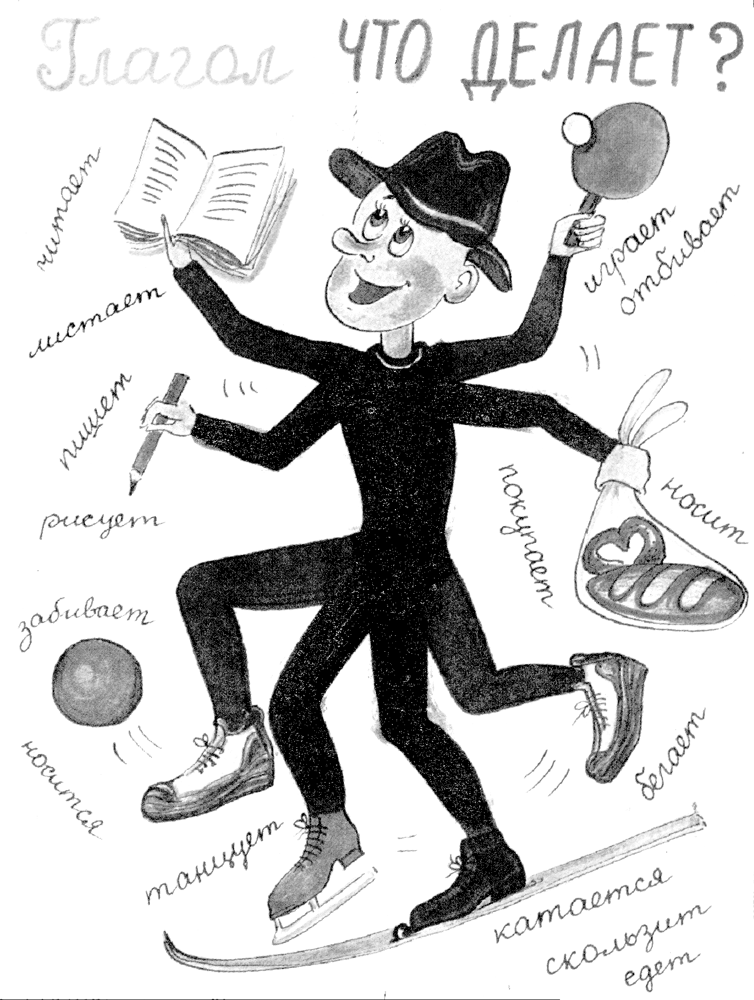 Глагол
ЧТО ДЕЛАЕТ?
читает
листает
играет
отбивает
пишет
рисует
покупает
носит
забивает
носится
бегает
танцует
катается
скользит
едет